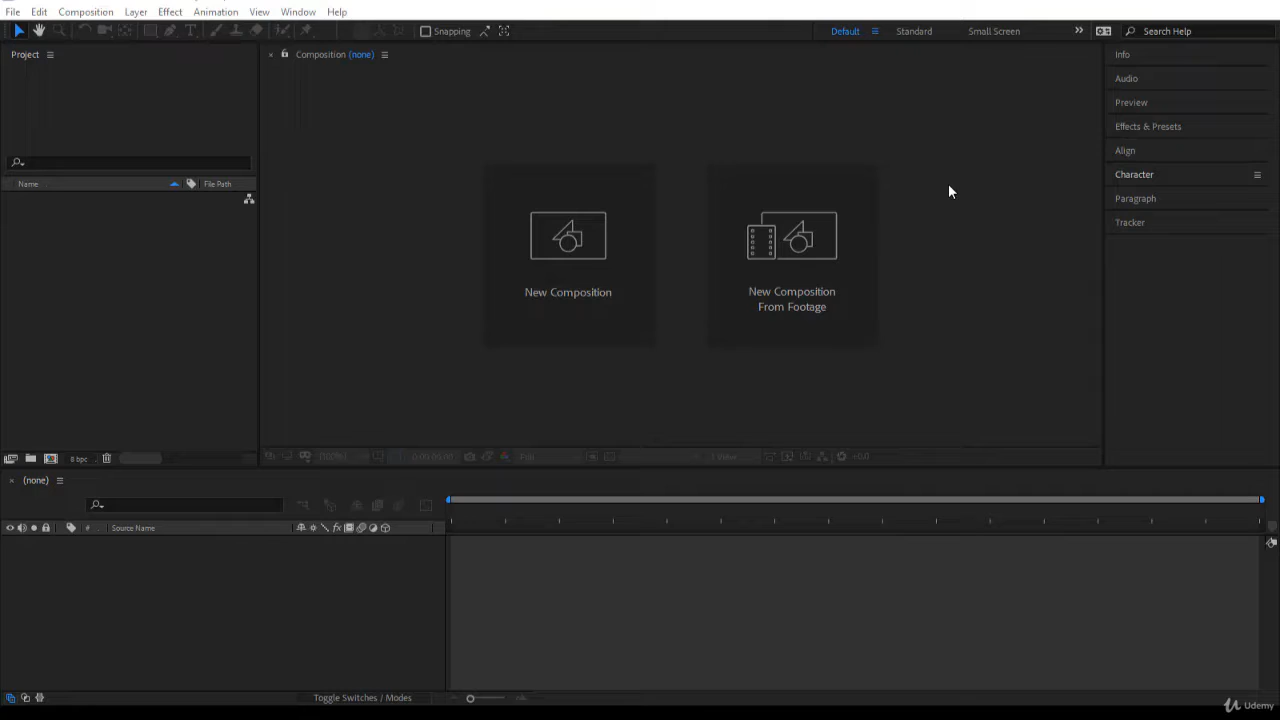 File Edit Composition Layer Effect Animation View Window Help
Snapping Default Standard Small Screen Search Help
Project
Composition (none)
Info
Audio
Preview
Effects & Presets
Align
Character
Paragraph
Tracker
Name File Path
New Composition
New Composition
From Footage
8 bpc
(none)
# Source Name
fx
Toggle Switches / Modes
Udemy